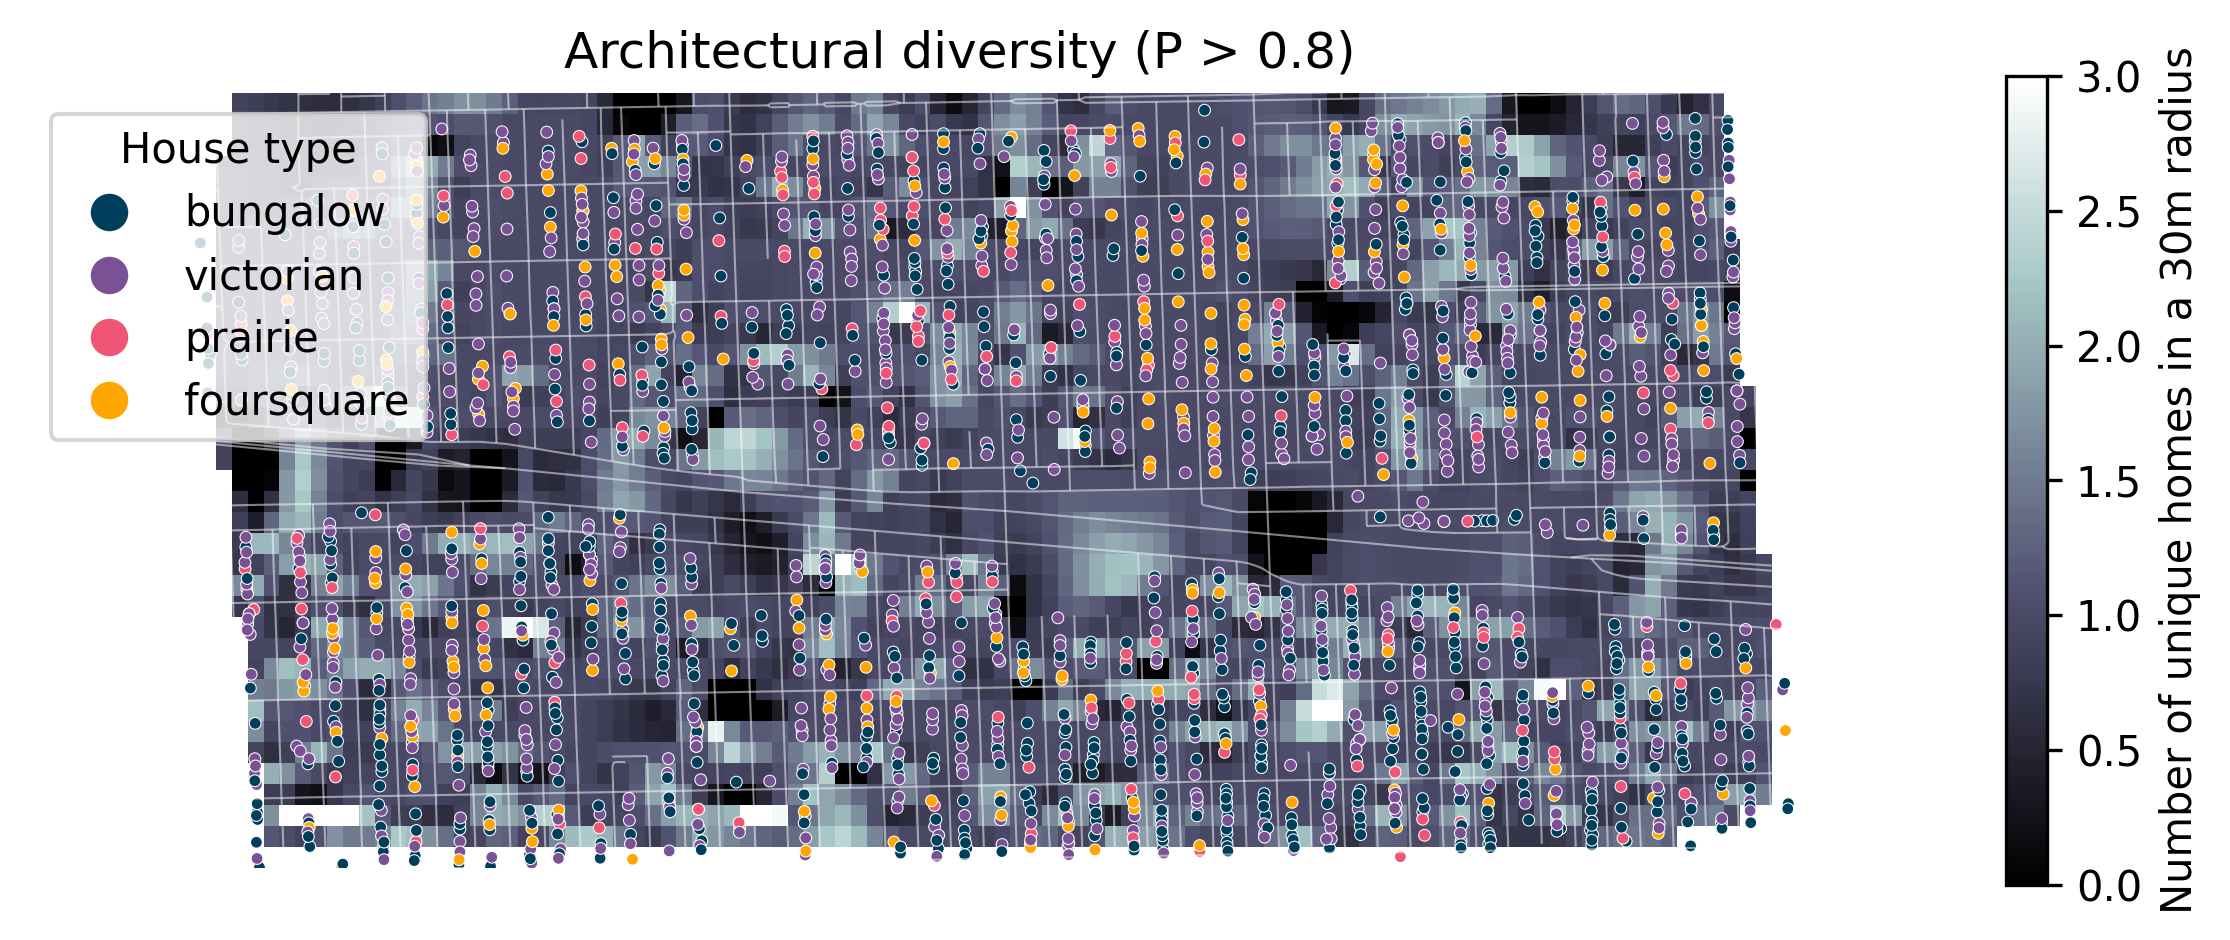 Architectural diversity (P > 0.8)
House type
bungalow
victorian
prairie
foursquare
3.0
2.5
2.0
1.5
1.0
0.5
0.0
Number of unique homes in a 30m radius